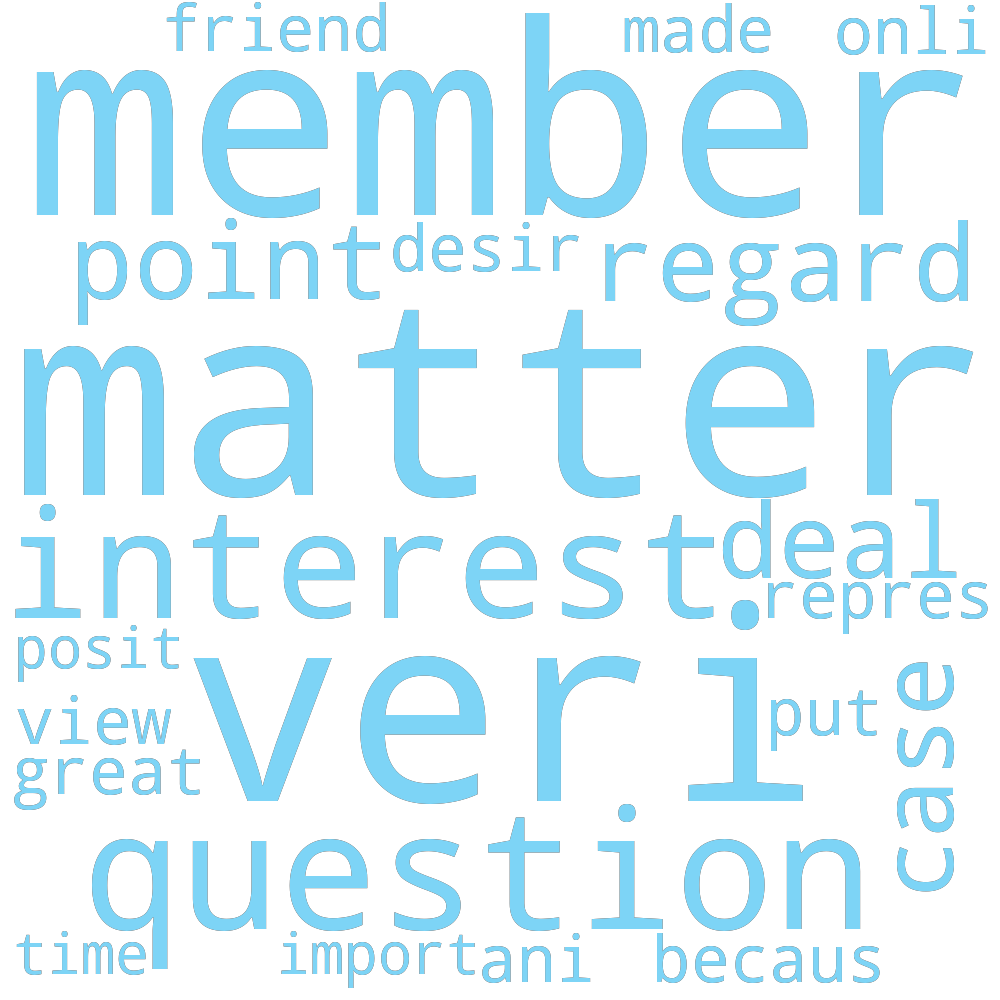 friend made onli
member
point desir regard
matter
interest deal
repres
posit
veri
view put case
great
question
time import ani becaus